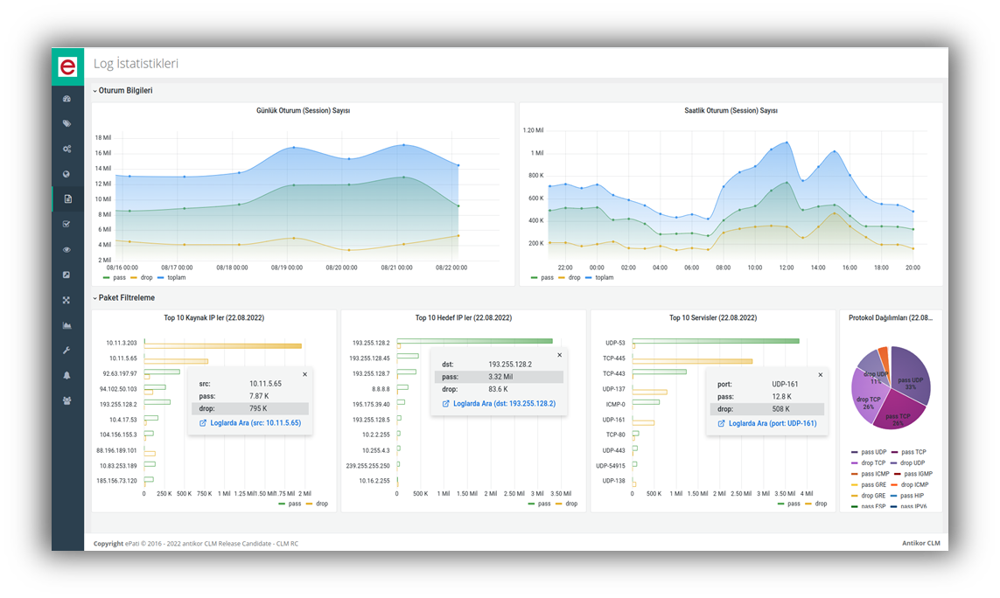 e
Log İstatistikleri
Oturum Bilgileri
Günlük Oturum (Session) Sayısı
18 Mil
16 Mil
14 Mil
12 Mil
10 Mil
8 Mil
6 Mil
4 Mil
2 Mil
08/16 00:00 08/17 00:00 08/18 00:00 08/19 00:00 08/20 00:00 08/21 00:00 08/22 00:00
pass drop toplam
Saatlik Oturum (Session) Sayısı
1.20 Mil
1 Mil
800 K
600 K
400 K
200 K
22:00 00:00 02:00 04:00 06:00 08:00 10:00 12:00 14:00 16:00 18:00 20:00
pass drop toplam
Paket Filtreleme
Top 10 Kaynak IP ler (22.08.2022)
10.11.3.203
10.11.5.65
92.63.197.97
94.102.50.103
193.255.128.2
10.4.17.53
104.156.155.3
88.196.189.101
10.83.253.189
185.156.73.120
0 250 K 500 K 750 K 1 Mil 1.25 Mil 1.50 Mil 1.75 Mil 2 Mil
pass drop
src: 10.11.5.65
pass: 7.87 K
drop: 795 K
Loglarda Ara (src: 10.11.5.65)
Top 10 Hedef IP ler (22.08.2022)
193.255.128.2
193.255.128.45
193.255.128.7
8.8.8.8
195.175.39.40
193.255.128.5
10.2.2.255
10.255.4.3
239.255.255.250
10.16.2.255
0 500 K 1 Mil 1.50 Mil 2 Mil 2.50 Mil 3 Mil 3.50 Mil
pass drop
dst: 193.255.128.2
pass: 3.32 Mil
drop: 83.6 K
Loglarda Ara (dst: 193.255.128.2)
Top 10 Servisler (22.08.2022)
UDP-53
TCP-445
TCP-443
UDP-137
ICMP-0
UDP-161
TCP-80
UDP-443
UDP-54915
UDP-138
0 500 K 1 Mil 1.50 Mil 2 Mil 2.50 Mil 3 Mil 3.50 Mil 4 Mil
pass drop
port: UDP-161
pass: 12.8 K
drop: 508 K
Loglarda Ara (port: UDP-161)
Protokol Dağılımları (22.08...
drop UDP
11%
pass UDP
33%
drop TCP
26%
pass TCP
pass UDP pass TCP
drop TCP drop UDP
pass ICMP pass IGMP
pass GRE drop ICMP
drop GRE pass HIP
pass ESP pass IPV6
Copyright ePati © 2016 - 2022 antikor CLM Release Candidate - CLM RC
Antikor CLM